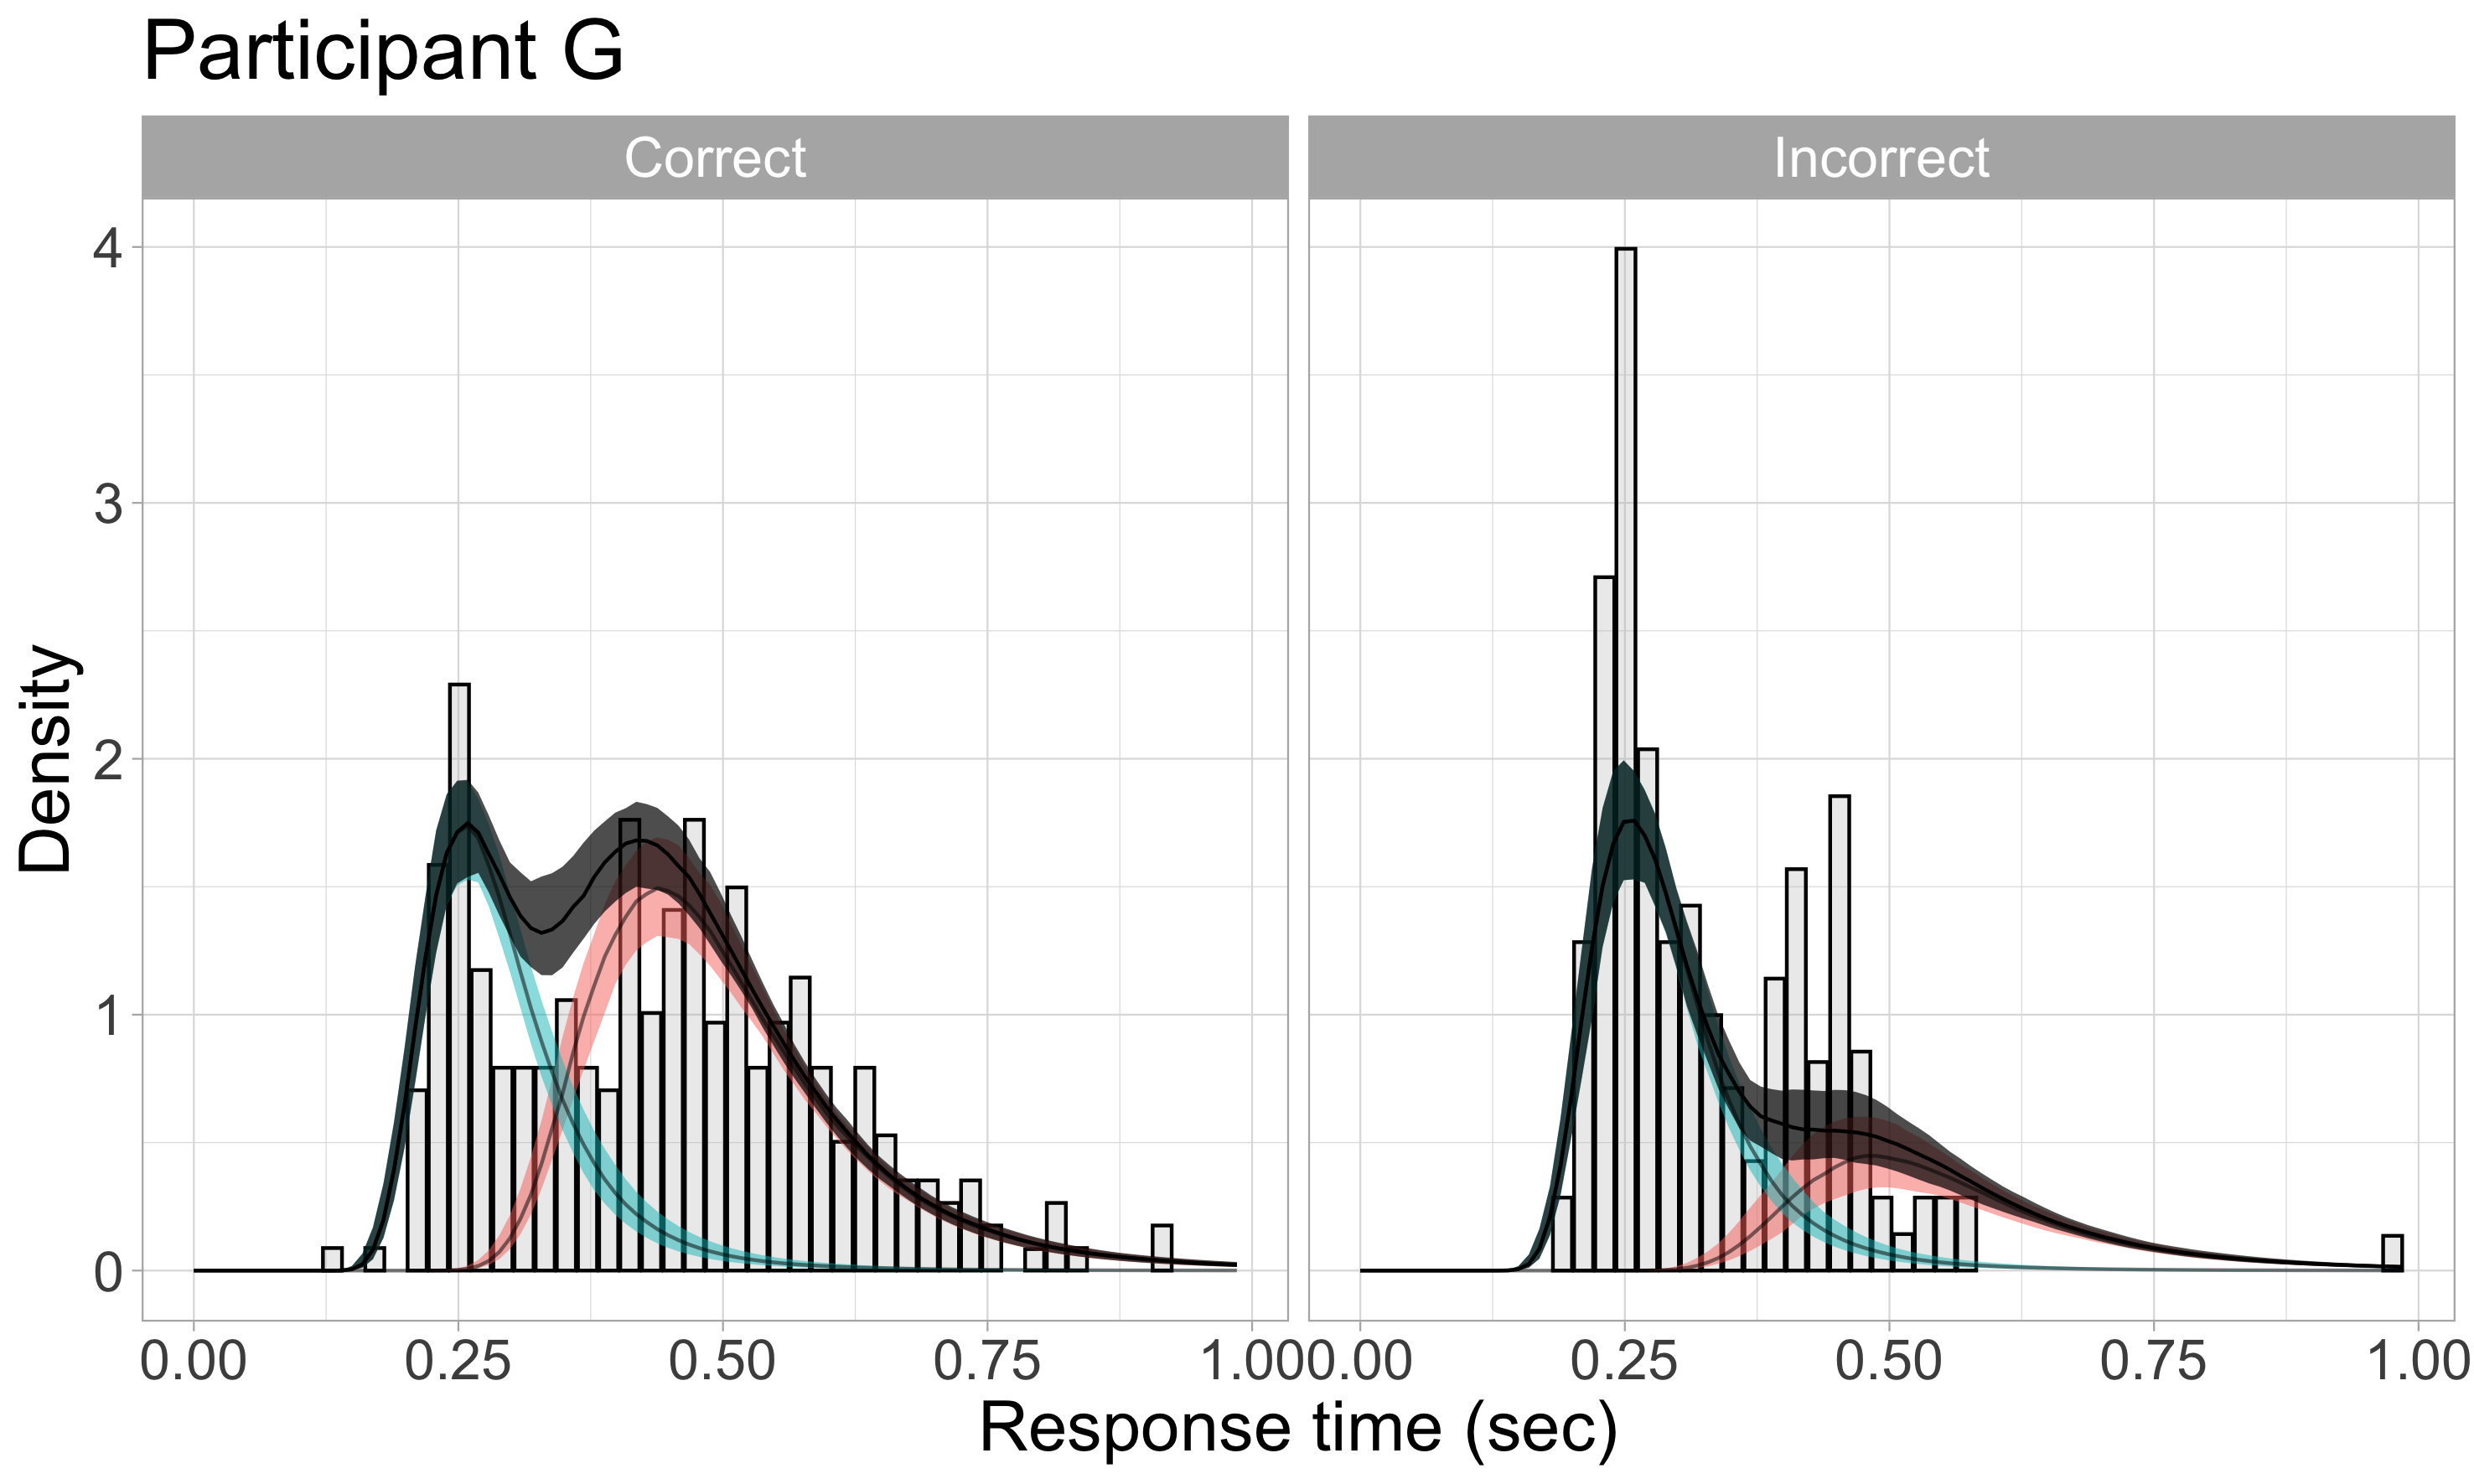 Participant G
Correct
Incorrect
Density
4
3
2
1
0
0.00 0.25 0.50 0.75 1.00 0.00 0.25 0.50 0.75 1.00
Response time (sec)